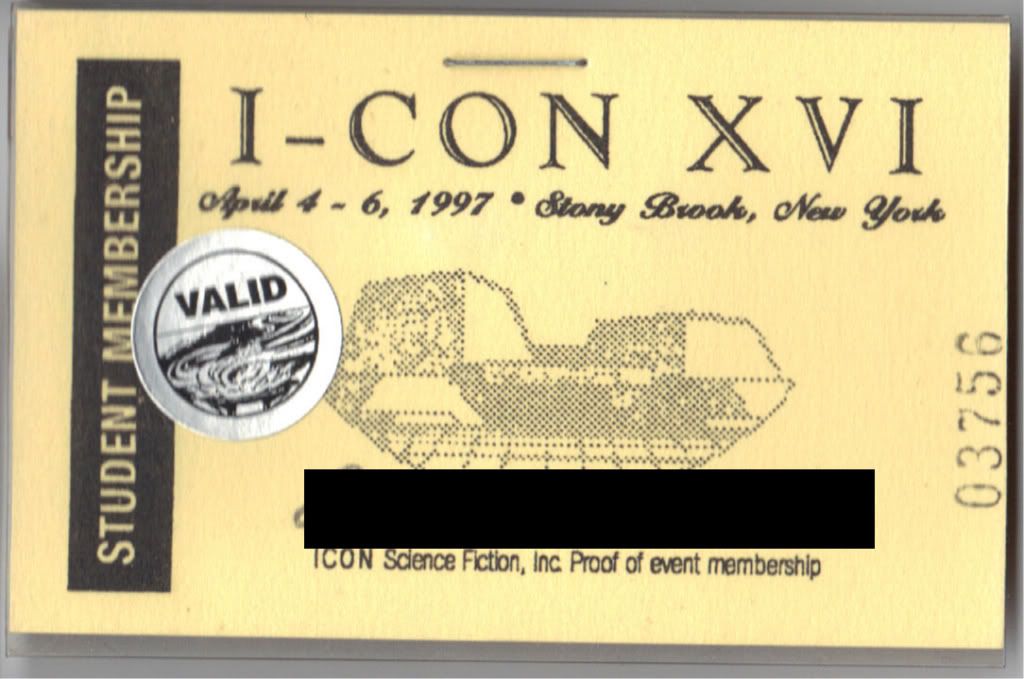 I-CON XVI
April 4 - 6, 1997 • Stony Brook, New York
STUDENT MEMBERSHIP
VALID
03756
ICON Science Fiction, Inc. Proof of event membership